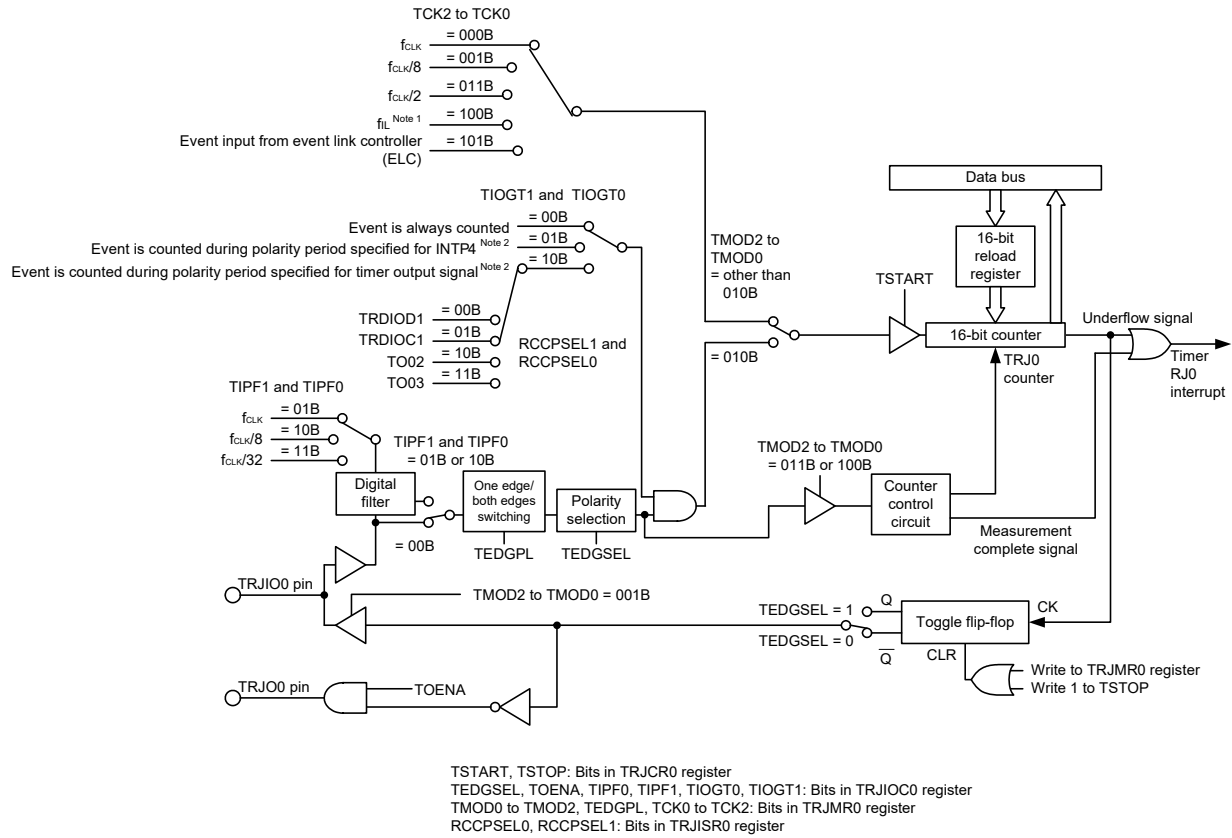 TCK2 to TCK0
fCLK = 000B
fCLK/8 = 001B
fCLK/2 = 011B
fIL Note 1 = 100B
Event input from event link controller
(ELC) = 101B
TIOGT1 and TIOGT0
Event is always counted = 00B
Event is counted during polarity period specified for INTP4 Note 2 = 01B
Event is counted during polarity period specified for timer output signal Note 2 = 10B
TRDIOD1 = 00B
TRDIOC1 = 01B
TO02 = 10B
TO03 = 11B
RCCPSEL1 and
RCCPSEL0
TMOD2 to
TMOD0
= other than
010B
= 010B
TSTART
Data bus
16-bit
reload
register
16-bit counter
TRJ0
counter
Underflow signal
Timer
RJ0
interrupt
TIPF1 and TIPF0
fCLK = 01B
fCLK/8 = 10B
fCLK/32 = 11B
Digital
filter
TIPF1 and TIPF0
= 01B or 10B
= 00B
One edge/
both edges
switching
TEDGPL
Polarity
selection
TEDGSEL
TMOD2 to TMOD0
= 011B or 100B
Counter
control
circuit
Measurement
complete signal
TRJIO0 pin
TMOD2 to TMOD0 = 001B
TEDGSEL = 1
TEDGSEL = 0
Q
Q
Toggle flip-flop
CK
CLR
Write to TRJMR0 register
Write 1 to TSTOP
TRJO0 pin
TOENA
TSTART, TSTOP: Bits in TRJCR0 register
TEDGSEL, TOENA, TIPF0, TIPF1, TIOGT0, TIOGT1: Bits in TRJIOC0 register
TMOD0 to TMOD2, TEDGPL, TCK0 to TCK2: Bits in TRJMR0 register
RCCPSEL0, RCCPSEL1: Bits in TRJISR0 register